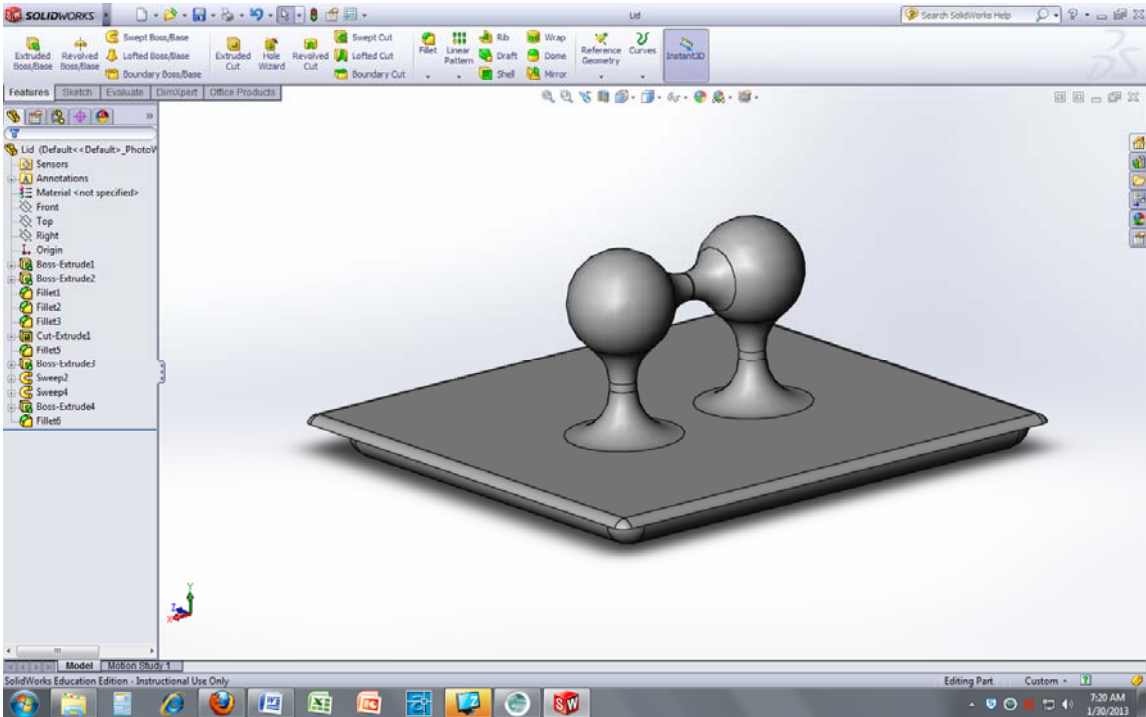 SOLIDWORKS
Lid
Search SolidWorks Help
Extruded Boss/Base
Revolved Boss/Base
Swept Boss/Base
Lofted Boss/Base
Boundary Boss/Base
Extruded Cut
Hole Wizard
Revolved Cut
Swept Cut
Lofted Cut
Boundary Cut
Fillet
Linear Pattern
Rib
Draft
Shell
Wrap
Dome
Mirror
Reference Geometry
Curves
Instant3D
Features Sketch Evaluate DimXpert Office Products
Lid (Default<<Default>_PhotoV
Sensors
Annotations
Material <not specified>
Front
Top
Right
Origin
Boss-Extrude1
Boss-Extrude2
Fillet1
Fillet2
Fillet3
Cut-Extrude1
Fillet5
Boss-Extrude3
Sweep2
Sweep4
Boss-Extrude4
Fillet6
Y
Z
X
Model Motion Study 1
SolidWorks Education Edition - Instructional Use Only
Editing Part Custom
7:20 AM
1/30/2013